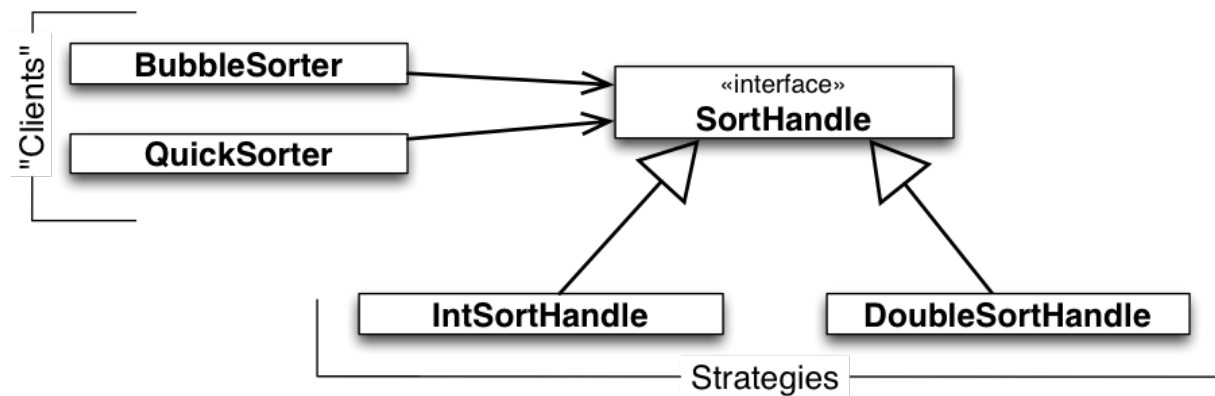 "Clients"
BubbleSorter
QuickSorter
«interface»
SortHandle
IntSortHandle
DoubleSortHandle
Strategies